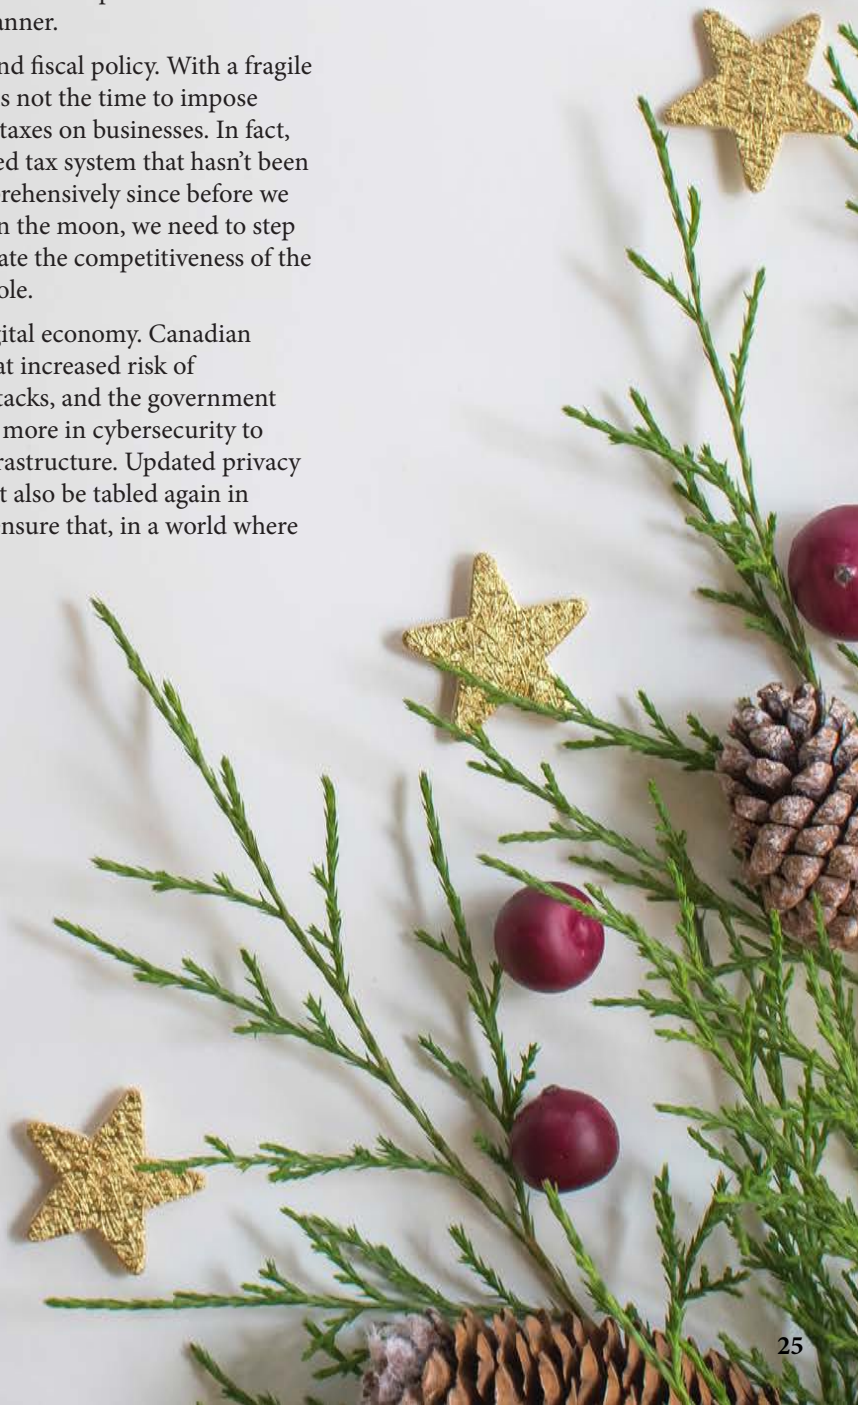 anner.
nd fiscal policy. With a fragile
s not the time to impose
taxes on businesses. In fact,
ed tax system that hasn’t been
rehensively since before we
n the moon, we need to step
ate the competitiveness of the
ole.
gital economy. Canadian
at increased risk of
tacks, and the government
more in cybersecurity to
rastructure. Updated privacy
t also be tabled again in
ensure that, in a world where
25